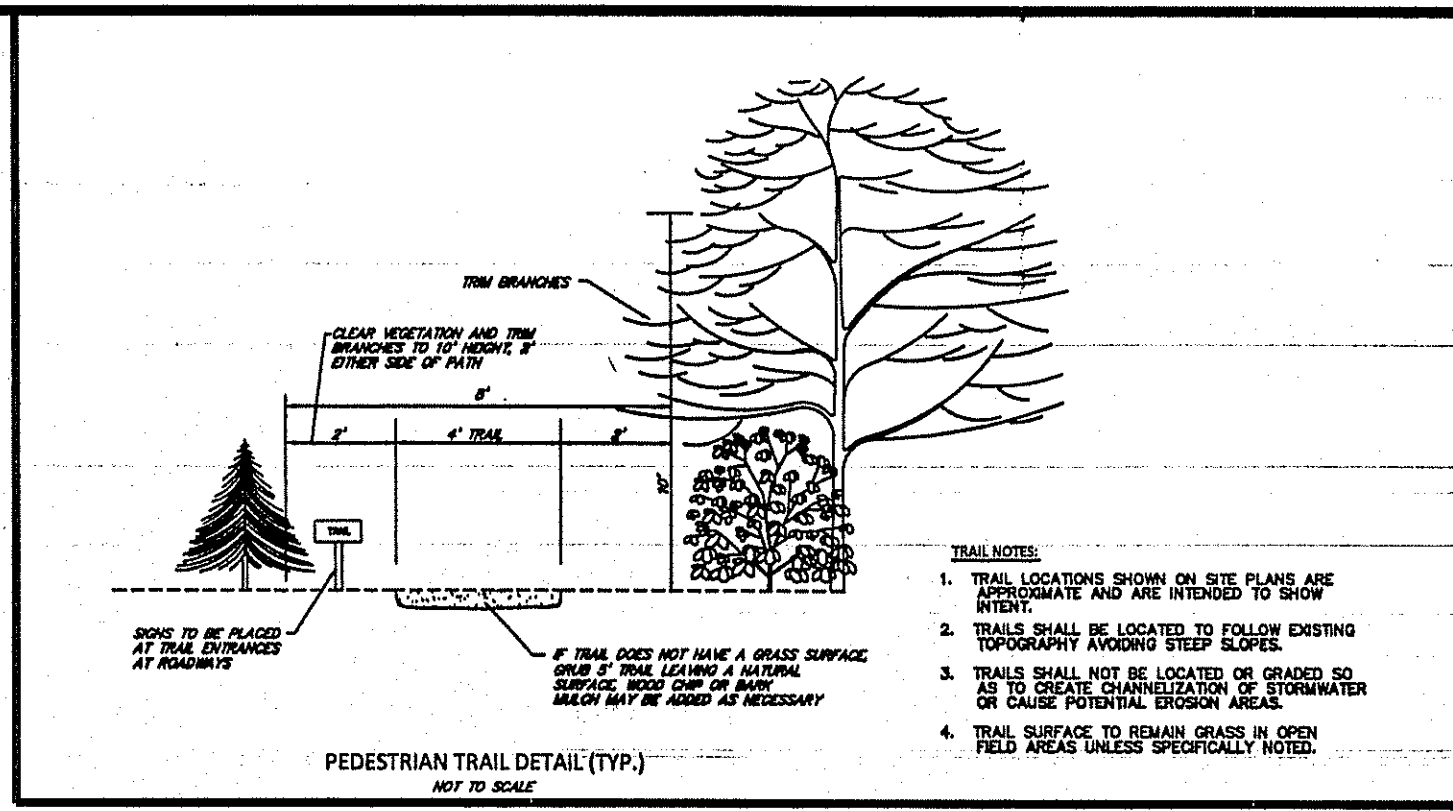 TRIM BRANCHES
CLEAR VEGETATION AND TRIM
BRANCHES TO 10' HEIGHT, 2'
EITHER SIDE OF PATH
8'
2'
4' TRAIL
2'
10'
TRAIL
SIGNS TO BE PLACED
AT TRAIL ENTRANCES
AT ROADWAYS
IF TRAIL DOES NOT HAVE A GRASS SURFACE,
GRUB 5' TRAIL LEAVING A NATURAL
SURFACE, WOOD CHIP OR BARK
MULCH MAY BE ADDED AS NECESSARY
TRAIL NOTES:
1. TRAIL LOCATIONS SHOWN ON SITE PLANS ARE
APPROXIMATE AND ARE INTENDED TO SHOW
INTENT.
2. TRAILS SHALL BE LOCATED TO FOLLOW EXISTING
TOPOGRAPHY AVOIDING STEEP SLOPES.
3. TRAILS SHALL NOT BE LOCATED OR GRADED SO
AS TO CREATE CHANNELIZATION OF STORMWATER
OR CAUSE POTENTIAL EROSION AREAS.
4. TRAIL SURFACE TO REMAIN GRASS IN OPEN
FIELD AREAS UNLESS SPECIFICALLY NOTED.
PEDESTRIAN TRAIL DETAIL (TYP.)
NOT TO SCALE